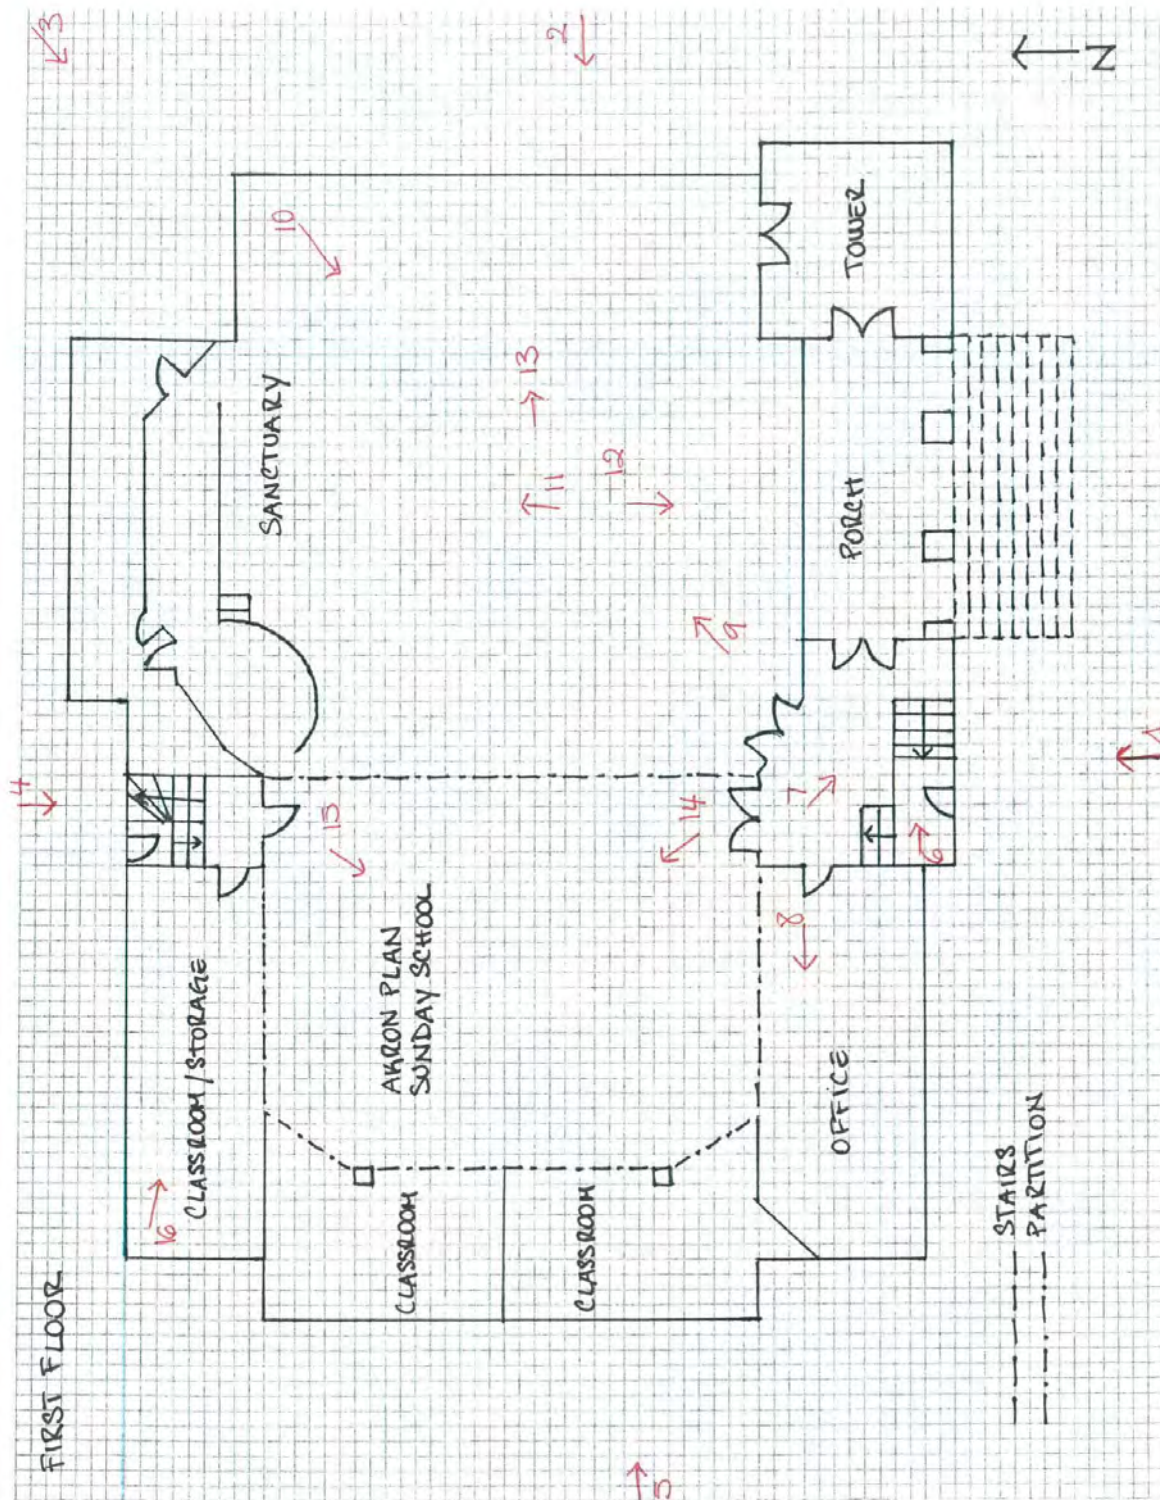 FIRST FLOOR
4
3
16
CLASSROOM/STORAGE
10
SANCTUARY
15
AKRON PLAN
SUNDAY SCHOOL
CLASSROOM
13
11
2
CLASSROOM
12
5
14
9
7
8
OFFICE
PORCH
TOWER
6
STAIRS
PARTITION
N
1